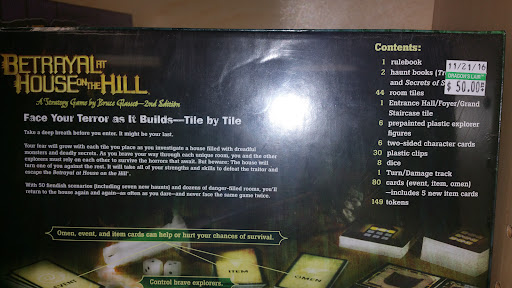 BETRAYAL AT
HOUSE ON THE HILL
A Strategy Game by Bruce Glassco—2nd Edition
Face Your Terror as It Builds—Tile by Tile
Take a deep breath before you enter. It might be your last.
Your fear will grow with each tile you place as you investigate a house filled with dreadful
monsters and deadly secrets. As you weave your way through each unique room, you and the other
explorers must rely on each other to survive the horrors that await. But beware: The house will
turn one of you against the rest. It will take all of your strengths and skills to defeat the traitor and
escape the Betrayal at House on the Hill
With 50 fiendish scenarios (including seven new haunts) and dozens of danger-filled rooms, you'll
return to the house again and again—as often as you dare—and never face the same game twice.
Omen, event, and item cards can help or hurt your chances of survival.
Control brave explorers.
EVENT
ITEM
OMEN
Contents:
1 rulebook
2 haunt books (
and Secrets of S
44 room tiles
1 Entrance Hall/Foyer/Grand
Staircase tile
6 prepainted plastic explorer
figures
6 two-sided character cards
30 plastic clips
8 dice
1 Turn/Damage track
80 cards (event, item, omen)
—includes 5 new item cards
149 tokens
11/21/16
DRAGON'S LAIR
$ 50.00